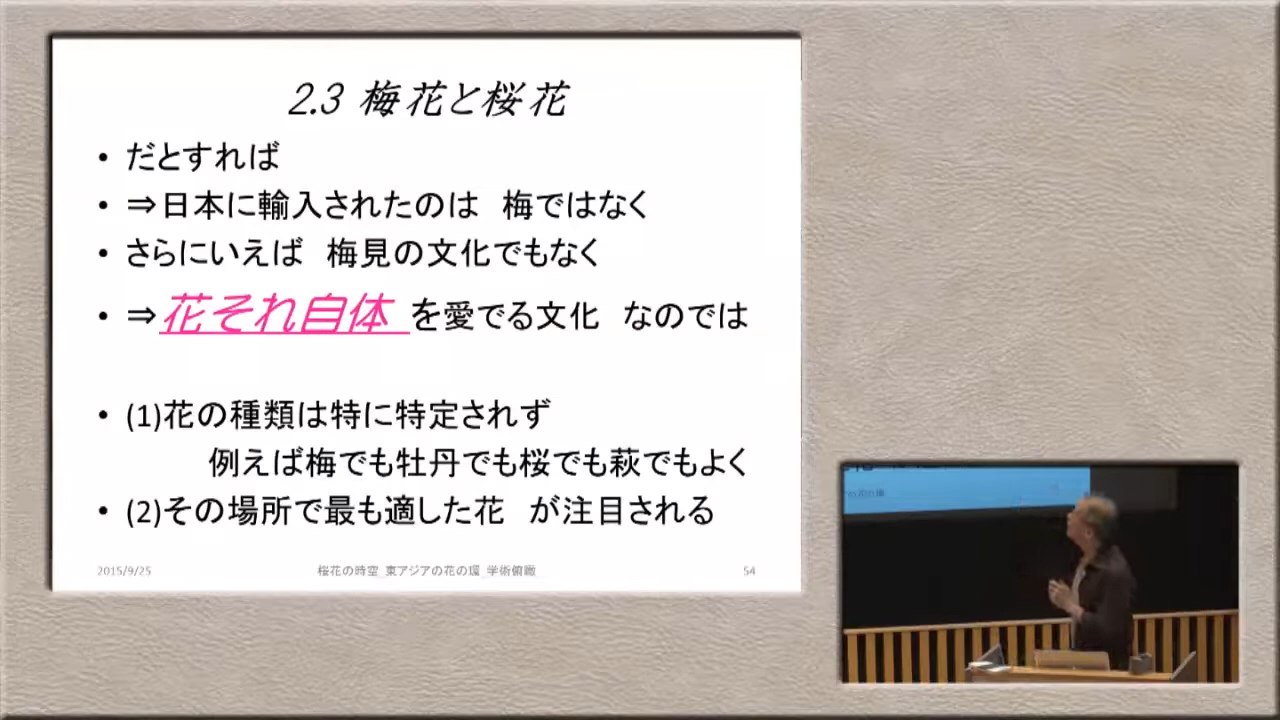 2.3 梅花と桜花
• だとすれば
• ⇒日本に輸入されたのは　梅ではなく
• さらにいえば　梅見の文化でもなく
• ⇒花それ自体 を愛でる文化　なのでは
• (1)花の種類は特に特定されず
例えば梅でも牡丹でも桜でも萩でもよく
• (2)その場所で最も適した花　が注目される
2015/9/25
桜花の時空_東アジアの花の環_学術俯瞰
54